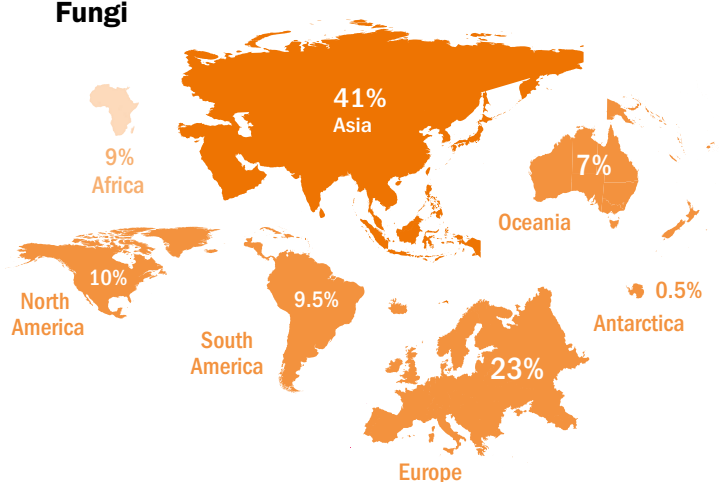 Fungi
41%
Asia
9%
Africa
7%
Oceania
10%
North
America
9.5%
South
America
0.5%
Antarctica
23%
Europe